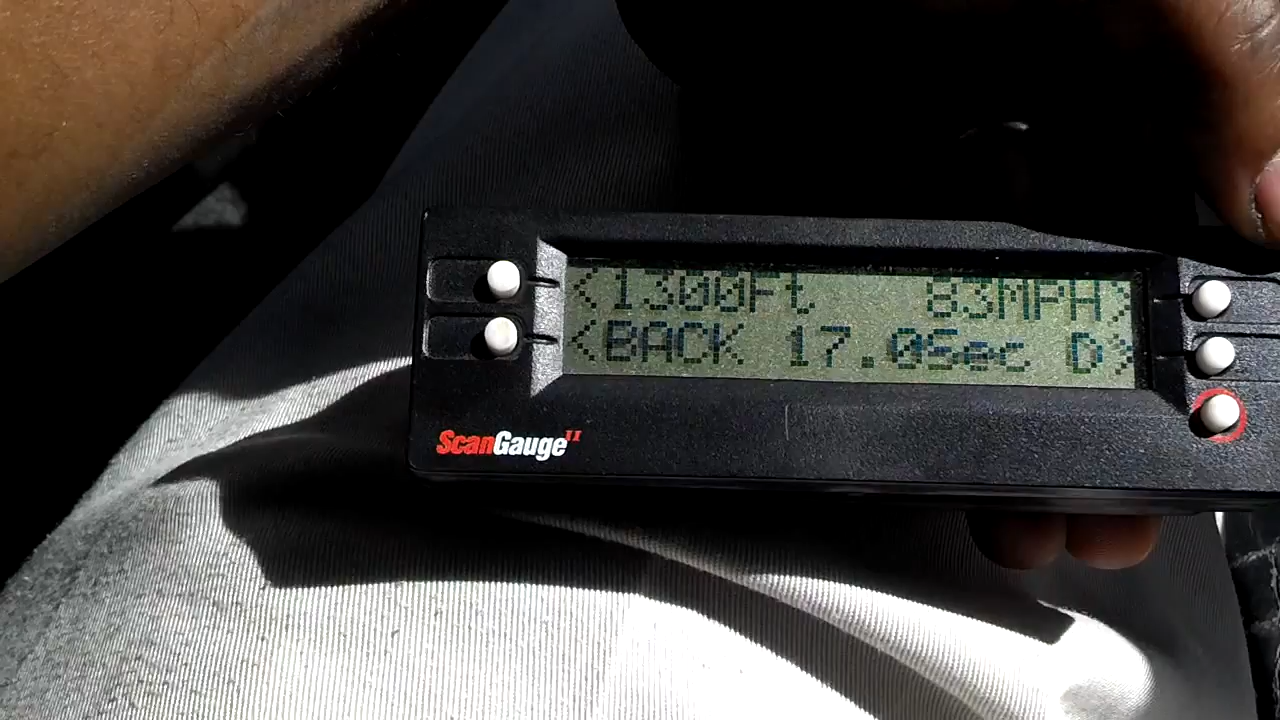 <1300Ft 83MPH>
<BACK 17.0Sec D>
ScanGauge II